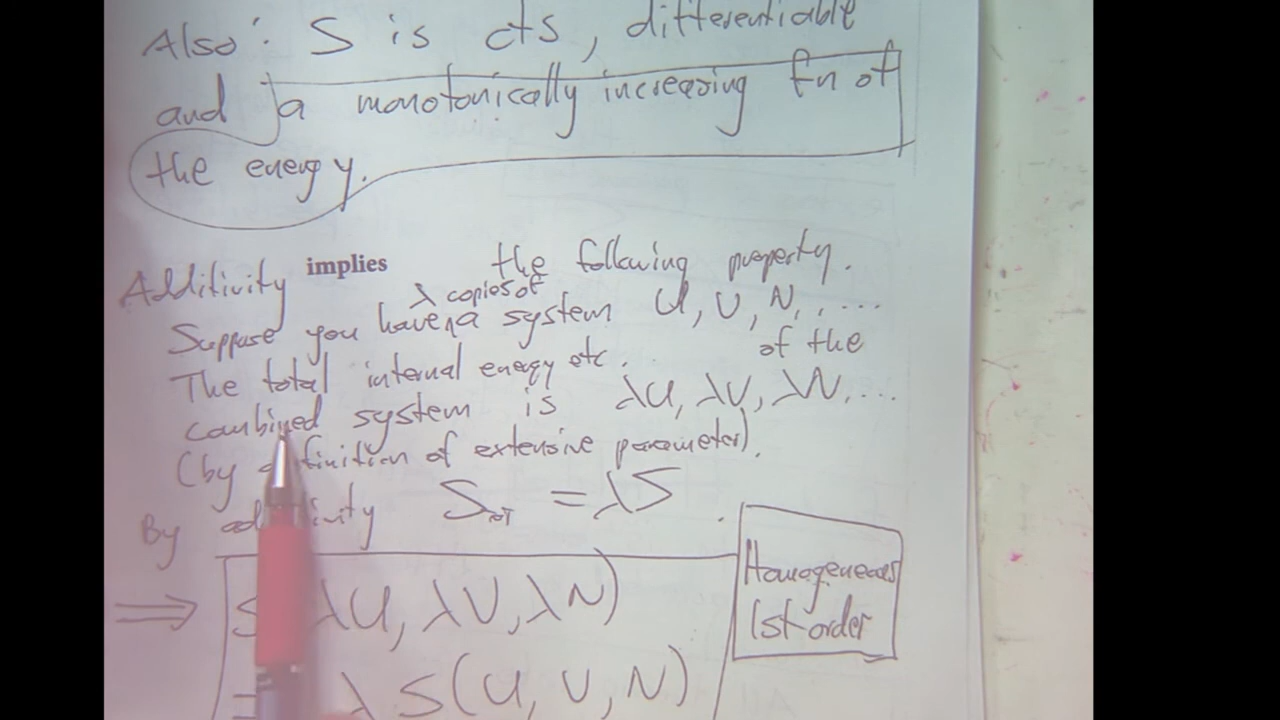 Also: S is cts, differentiable
and a monotonically increasing fn of
the energy.
Additivity implies the following property.
λ copies of
Suppose you have a system U, V, N, ....
The total internal energy etc. of the
combined system is λU, λV, λN, ...
(by definition of extensive parameter).
By additivity S = λS
⇒ S λU, λV, λN)
= λ S(U, V, N)
Homogeneous
1st order